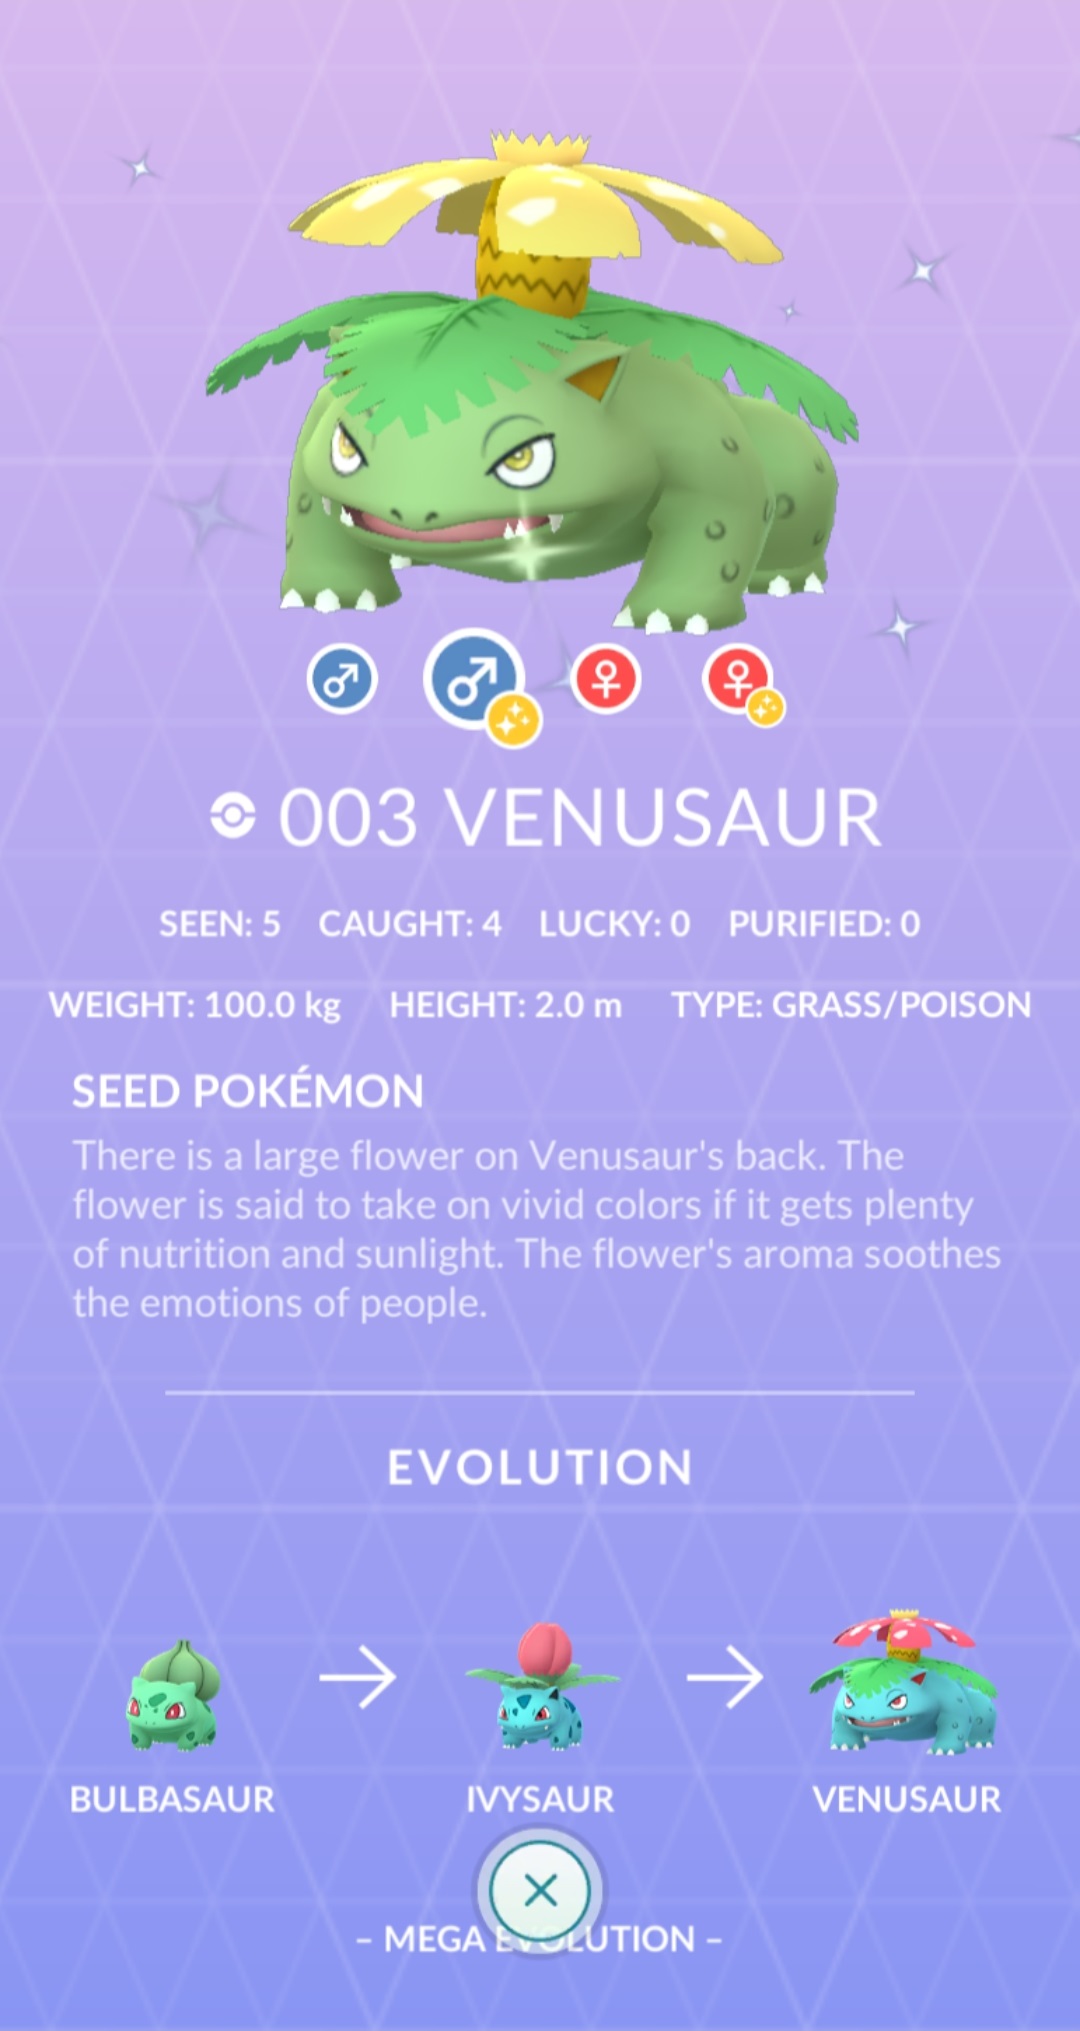 003 VENUSAUR
SEEN: 5 CAUGHT: 4 LUCKY: 0 PURIFIED: 0
WEIGHT: 100.0 kg HEIGHT: 2.0 m TYPE: GRASS/POISON
SEED POKÉMON
There is a large flower on Venusaur's back. The
flower is said to take on vivid colors if it gets plenty
of nutrition and sunlight. The flower's aroma soothes
the emotions of people.
EVOLUTION
BULBASAUR IVYSAUR VENUSAUR
– MEGA EVOLUTION –